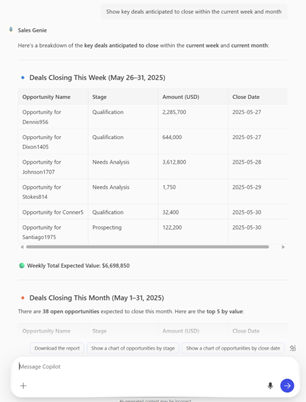 Show key deals anticipated to close within the current week and month
Sales Genie
Here's a breakdown of the key deals anticipated to close within the current week and current month:
Deals Closing This Week (May 26–31, 2025)
Opportunity Name Stage Amount (USD) Close Date
Opportunity for Qualification 2,285,700 2025-05-27
Dennis956
Opportunity for Qualification 644,000 2025-05-27
Dixon1405
Opportunity for Needs Analysis 3,612,800 2025-05-28
Johnson1707
Opportunity for Needs Analysis 1,750 2025-05-29
Stokes814
Opportunity for Conner5 Qualification 32,400 2025-05-30
Opportunity for Prospecting 122,200 2025-05-30
Santiago1975
Weekly Total Expected Value: $6,698,850
Deals Closing This Month (May 1–31, 2025)
There are 38 open opportunities expected to close this month. Here are the top 5 by value:
Opportunity Name Stage Amount (USD) Close Date
Download the report Show a chart of opportunities by stage Show a chart of opportunities by close date
Message Copilot